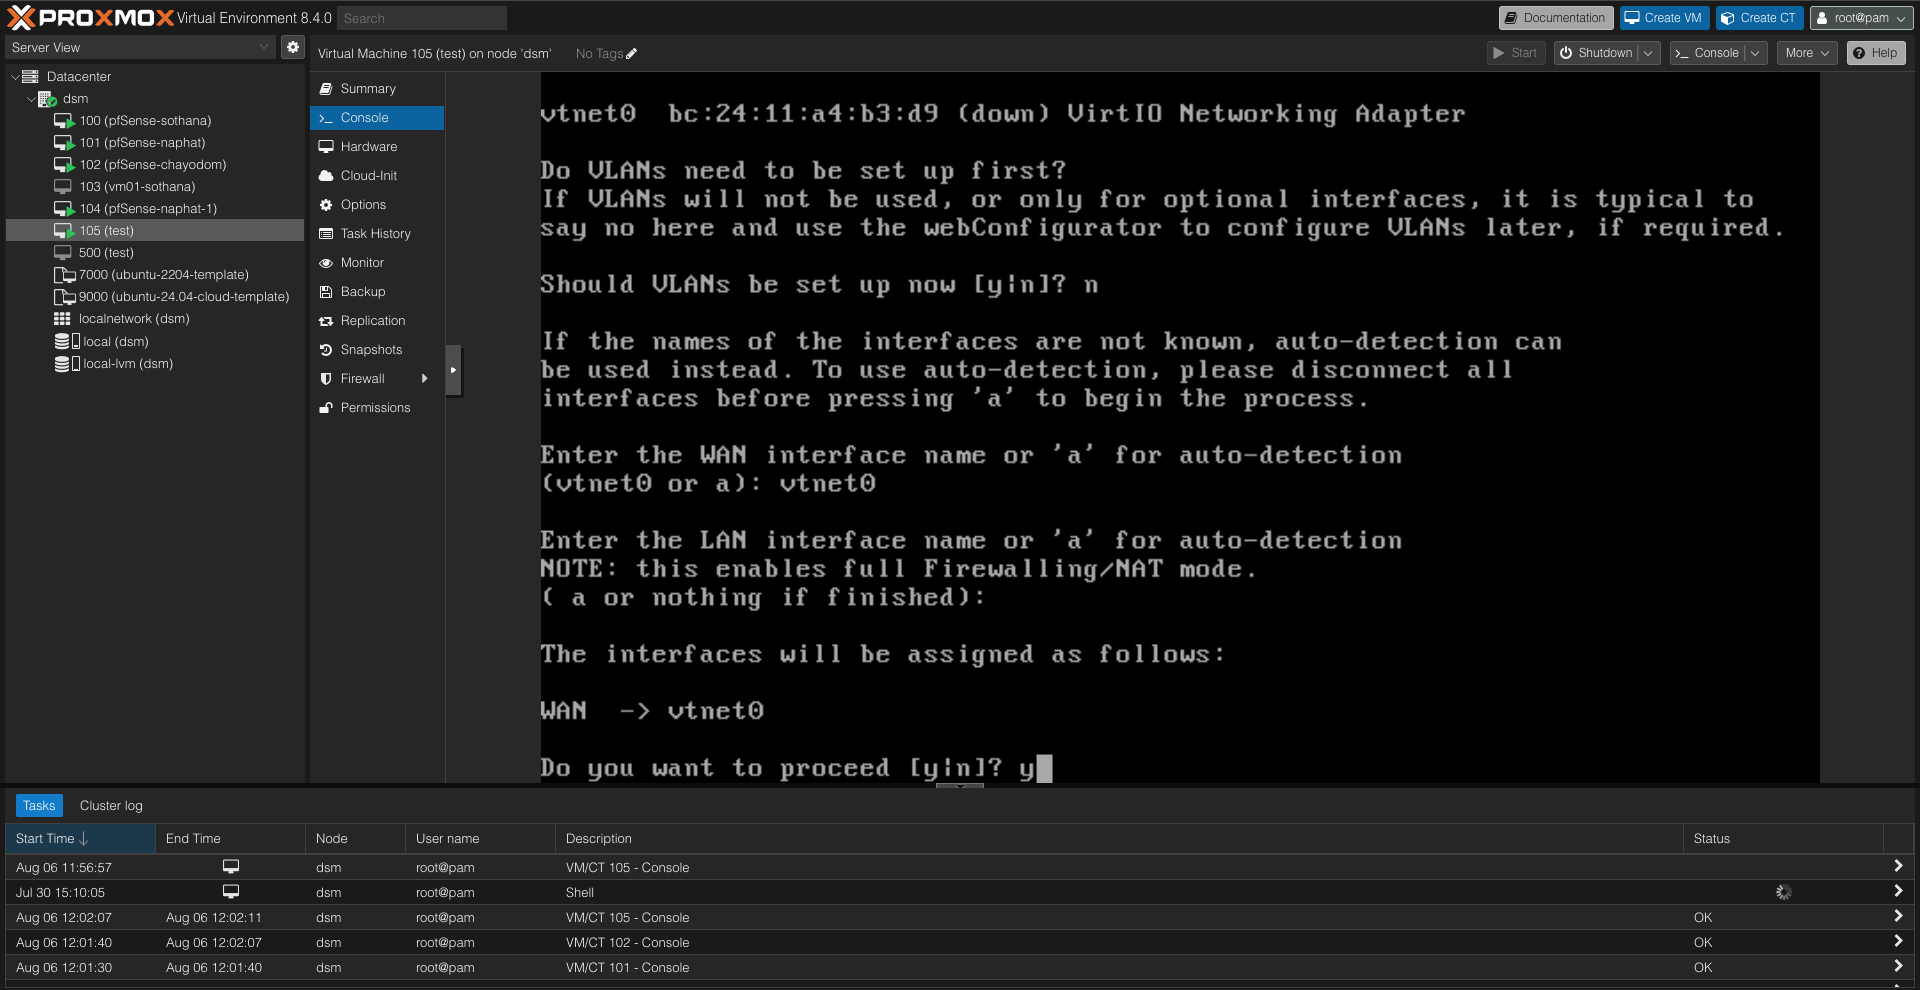 PROXMOX Virtual Environment 8.4.0 Search Documentation Create VM Create CT root@pam
Server View
Virtual Machine 105 (test) on node 'dsm' No Tags Start Shutdown Console More Help
Datacenter
dsm
100 (pfSense-sothana)
101 (pfSense-naphat)
102 (pfSense-chayodom)
103 (vm01-sothana)
104 (pfSense-naphat-1)
105 (test)
500 (test)
7000 (ubuntu-2204-template)
9000 (ubuntu-24.04-cloud-template)
localnetwork (dsm)
local (dsm)
local-lvm (dsm)
Summary
Console
Hardware
Cloud-Init
Options
Task History
Monitor
Backup
Replication
Snapshots
Firewall
Permissions
vtnet0  bc:24:11:a4:b3:d9 (down) VirtIO Networking Adapter
Do VLANs need to be set up first?
If VLANs will not be used, or only for optional interfaces, it is typical to
say no here and use the webConfigurator to configure VLANs later, if required.
Should VLANs be set up now [y|n]? n
If the names of the interfaces are not known, auto-detection can
be used instead. To use auto-detection, please disconnect all
interfaces before pressing 'a' to begin the process.
Enter the WAN interface name or 'a' for auto-detection
(vtnet0 or a): vtnet0
Enter the LAN interface name or 'a' for auto-detection
NOTE: this enables full Firewalling/NAT mode.
( a or nothing if finished):
The interfaces will be assigned as follows:
WAN  -> vtnet0
Do you want to proceed [y|n]? y
Tasks Cluster log
Start Time End Time Node User name Description Status
Aug 06 11:56:57 dsm root@pam VM/CT 105 - Console
Jul 30 15:10:05 dsm root@pam Shell
Aug 06 12:02:07 Aug 06 12:02:11 dsm root@pam VM/CT 105 - Console OK
Aug 06 12:01:40 Aug 06 12:02:07 dsm root@pam VM/CT 102 - Console OK
Aug 06 12:01:30 Aug 06 12:01:40 dsm root@pam VM/CT 101 - Console OK